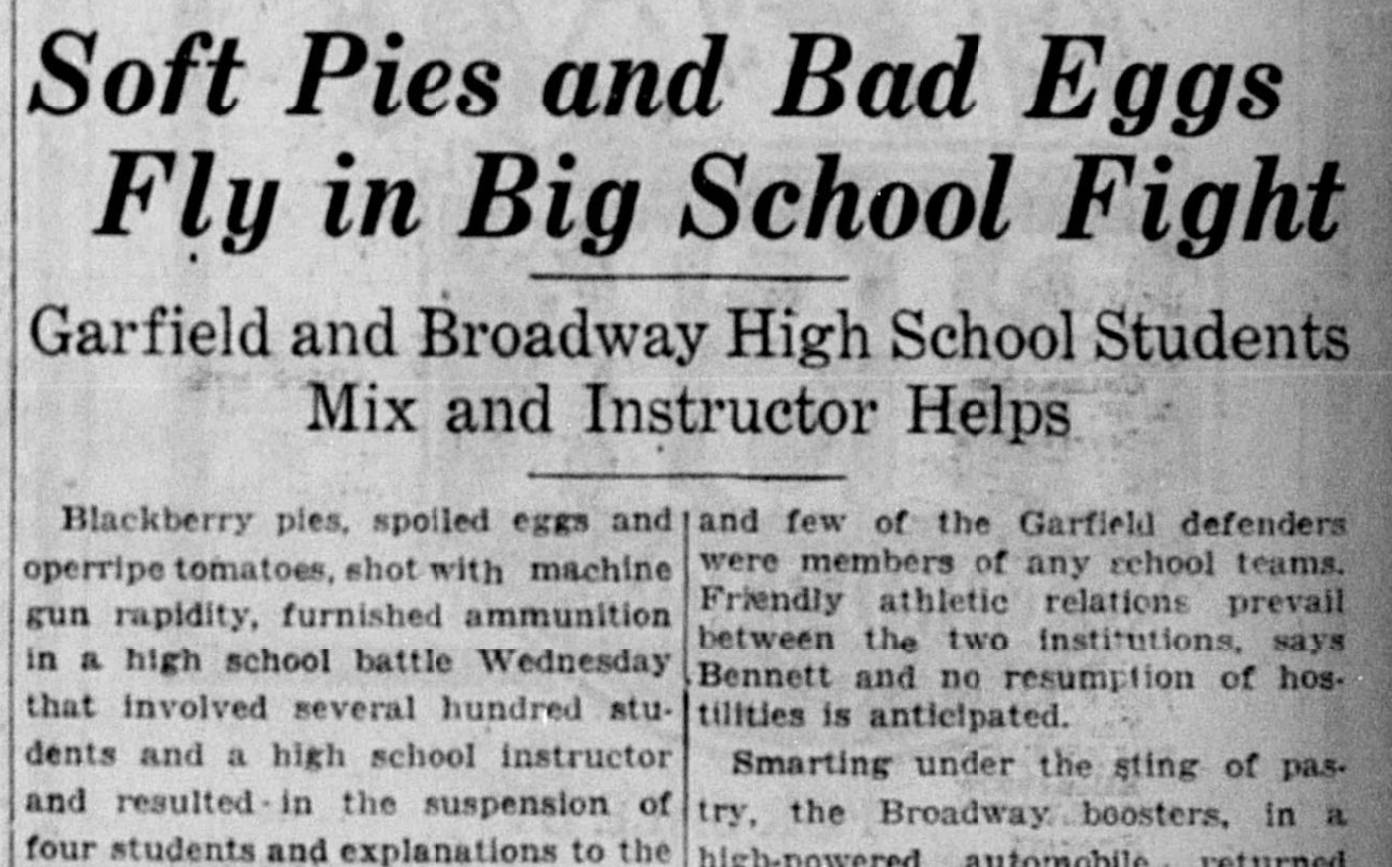 Soft Pies and Bad Eggs
Fly in Big School Fight
Garfield and Broadway High School Students
Mix and Instructor Helps
Blackberry pies, spoiled eggs and
operripe tomatoes, shot with machine
gun rapidity, furnished ammunition
in a high school battle Wednesday
that involved several hundred stu-
dents and a high school instructor
and resulted in the suspension of
four students and explanations to the
and few of the Garfield defenders
were members of any school teams.
Friendly athletic relations prevail
between the two institutions, says
Bennett and no resumption of hos-
tilities is anticipated.
Smarting under the sting of pas-
try, the Broadway boosters, in a
high-powered automobile, returned